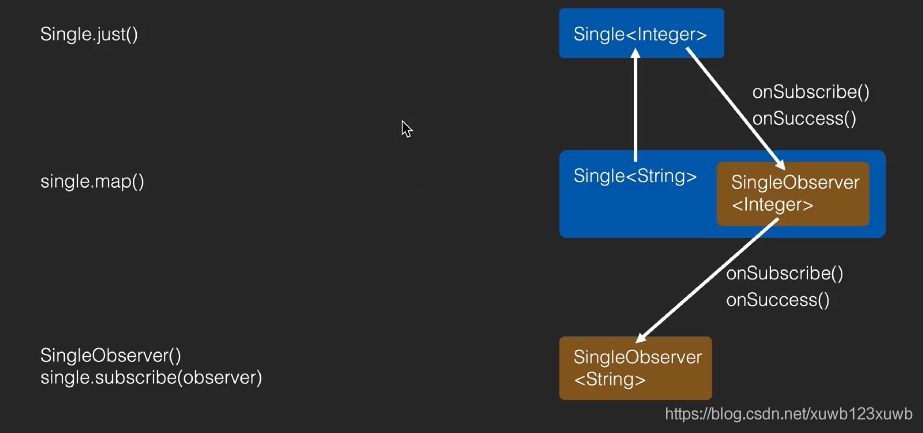 Single.just()
Single<Integer>
onSubscribe()
onSuccess()
single.map()
Single<String>
SingleObserver
<Integer>
onSubscribe()
onSuccess()
SingleObserver()
single.subscribe(observer)
SingleObserver
<String>
https://blog.csdn.net/xuwb123xuwb